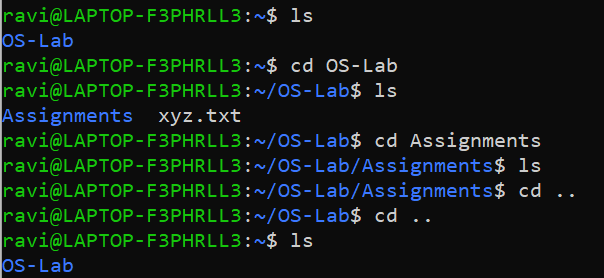 ravi@LAPTOP-F3PHRLL3:~$ ls
OS-Lab
ravi@LAPTOP-F3PHRLL3:~$ cd OS-Lab
ravi@LAPTOP-F3PHRLL3:~/OS-Lab$ ls
Assignments  xyz.txt
ravi@LAPTOP-F3PHRLL3:~/OS-Lab$ cd Assignments
ravi@LAPTOP-F3PHRLL3:~/OS-Lab/Assignments$ ls
ravi@LAPTOP-F3PHRLL3:~/OS-Lab/Assignments$ cd ..
ravi@LAPTOP-F3PHRLL3:~/OS-Lab$ cd ..
ravi@LAPTOP-F3PHRLL3:~$ ls
OS-Lab